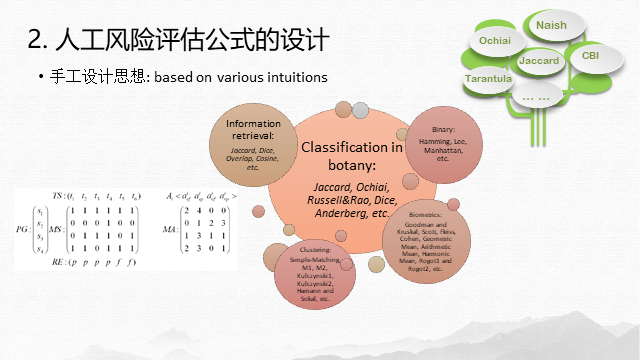 2. 人工风险评估公式的设计
• 手工设计思想: based on various intuitions
Naish
Ochiai
Jaccard
CBI
Tarantula
... ...
Information
retrieval:
Jaccard, Dice,
Overlap, Cosine,
etc.
Classification in
botany:
Jaccard, Ochiai,
Russell&Rao, Dice,
Anderberg, etc.
Binary:
Hamming, Lee,
Manhattan,
etc.
Biometrics:
Goodman and
Kruskal, Scott, Fleiss,
Cohen, Geometric
Mean, Arithmetic
Mean, Harmonic
Mean, Rogot1 and
Rogot2, etc.
Clustering:
Simple-Matching,
M1, M2,
Kulczynski1,
Kulczynski2,
Hamann and
Sokal, etc.
TS : (t₁ t₂ t₃ t₄ t₅ t₆)
PG : (s₁ s₂ s₃ s₄)
MS :
1 1 1 1 1 1
0 0 0 1 0 0
1 1 1 1 0 1
1 1 0 1 1 1
RE : (p p p p f f)
MA :
2 4 0 0
0 1 2 3
1 3 1 1
2 3 0 1